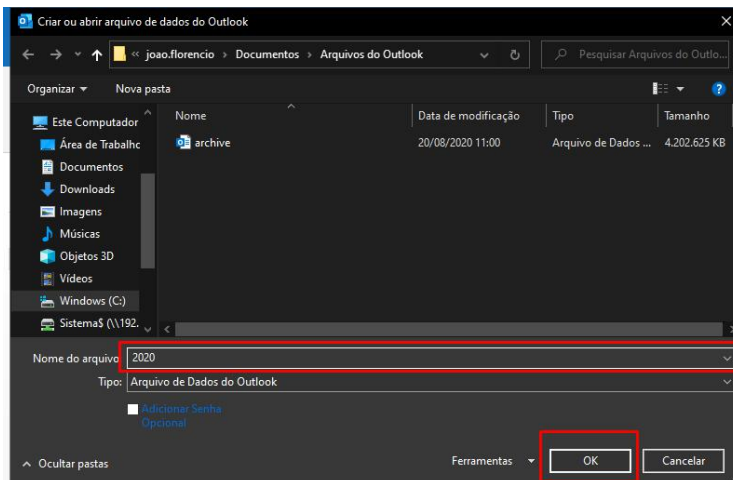 Criar ou abrir arquivo de dados do Outlook
« joao.florencio › Documentos › Arquivos do Outlook
Pesquisar Arquivos do Outlo...
Organizar
Nova pasta
Nome
Data de modificação
Tipo
Tamanho
archive
20/08/2020 11:00
Arquivo de Dados ...
4.202.625 KB
Este Computador
Área de Trabalho
Documentos
Downloads
Imagens
Músicas
Objetos 3D
Vídeos
Windows (C:)
Sistema$ (\\192.
Nome do arquivo
2020
Tipo: Arquivo de Dados do Outlook
Adicionar Senha
Opcional
Ocultar pastas
Ferramentas
OK
Cancelar